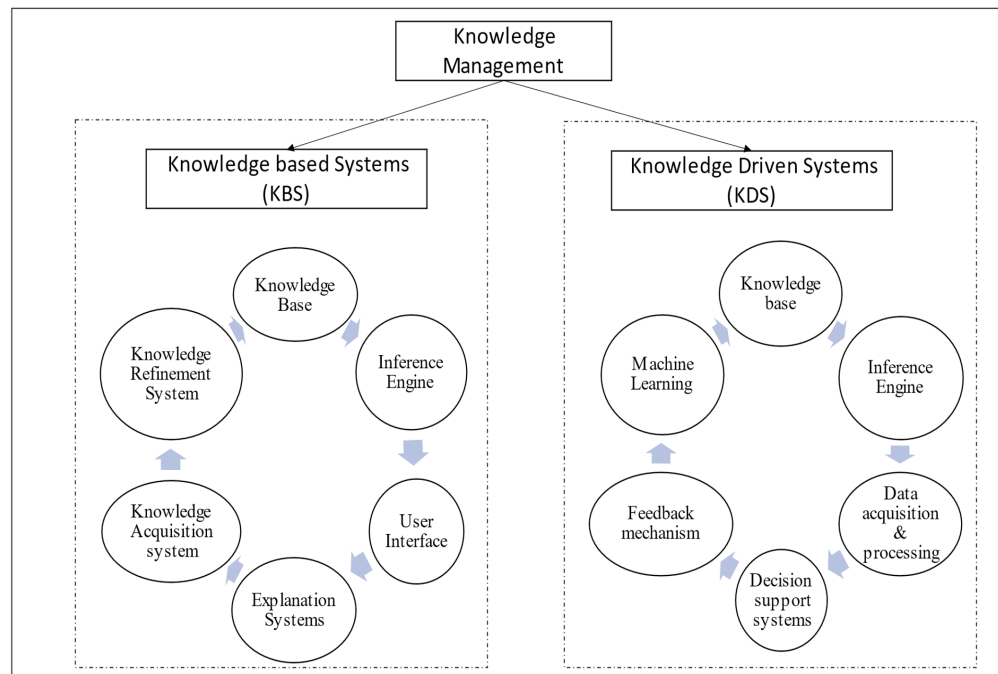 Knowledge
Management
Knowledge based Systems
(KBS)
Knowledge Base
Inference
Engine
User
Interface
Explanation
Systems
Knowledge
Acquisition
system
Knowledge
Refinement
System
Knowledge Driven Systems
(KDS)
Knowledge
base
Inference
Engine
Data
acquisition
&
processing
Decision
support
systems
Feedback
mechanism
Machine
Learning